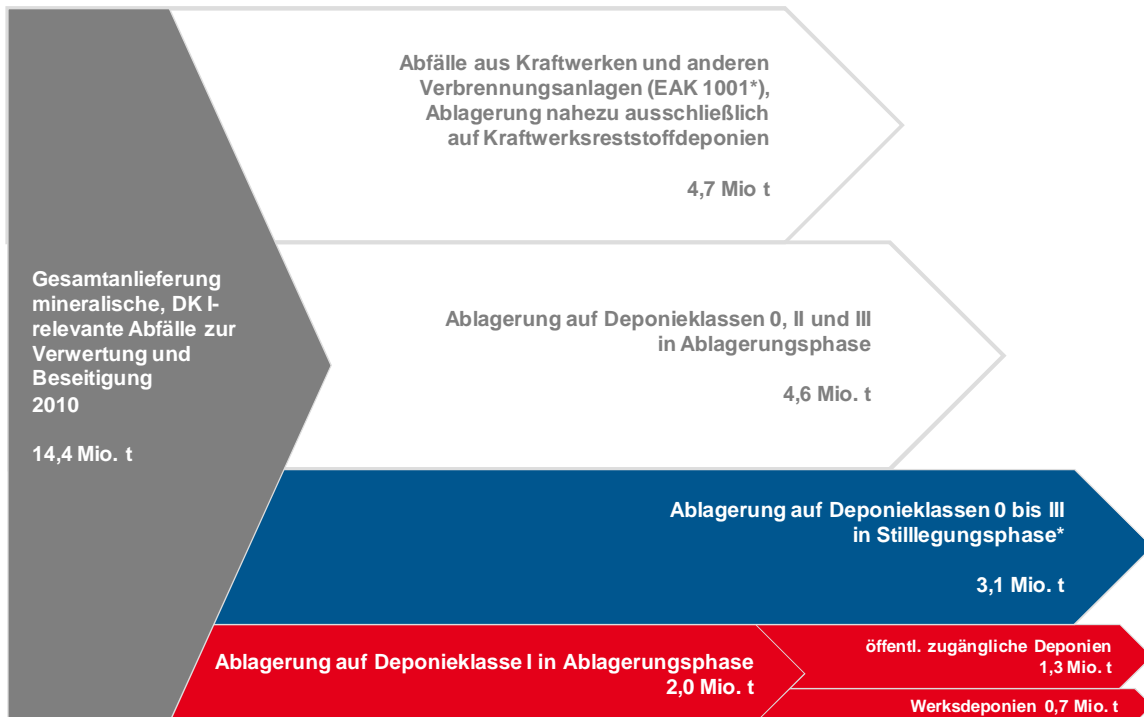 Abfälle aus Kraftwerken und anderen
Verbrennungsanlagen (EAK 1001*),
Ablagerung nahezu ausschließlich
auf Kraftwerksreststoffdeponien
4,7 Mio t
Gesamtanlieferung
mineralische, DK I-
relevante Abfälle zur
Verwertung und
Beseitigung
2010
14,4 Mio. t
Ablagerung auf Deponieklassen 0, II und III
in Ablagerungsphase
4,6 Mio. t
Ablagerung auf Deponieklassen 0 bis III
in Stilllegungsphase*
3,1 Mio. t
Ablagerung auf Deponieklasse I in Ablagerungsphase
2,0 Mio. t
öffentl. zugängliche Deponien
1,3 Mio. t
Werksdeponien 0,7 Mio. t